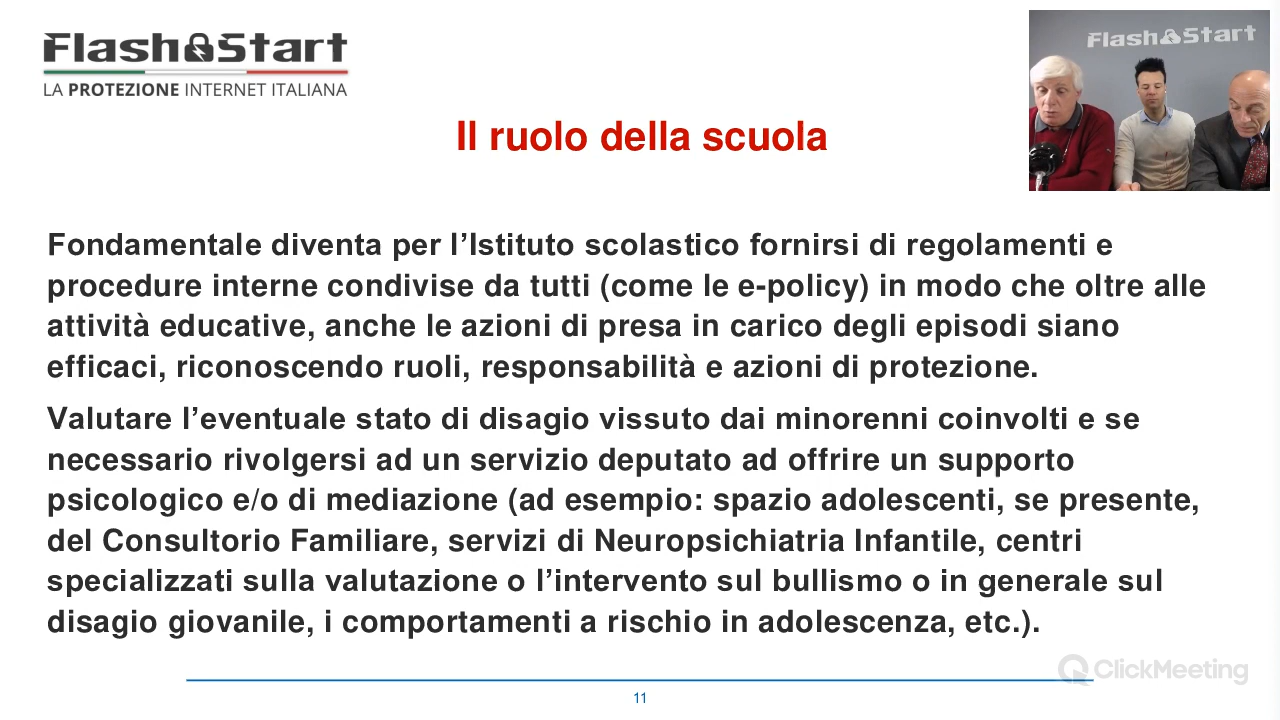 Flash Start
LA PROTEZIONE INTERNET ITALIANA
Flash Start
Il ruolo della scuola
Fondamentale diventa per l’Istituto scolastico fornirsi di regolamenti e
procedure interne condivise da tutti (come le e-policy) in modo che oltre alle
attività educative, anche le azioni di presa in carico degli episodi siano
efficaci, riconoscendo ruoli, responsabilità e azioni di protezione.
Valutare l’eventuale stato di disagio vissuto dai minorenni coinvolti e se
necessario rivolgersi ad un servizio deputato ad offrire un supporto
psicologico e/o di mediazione (ad esempio: spazio adolescenti, se presente,
del Consultorio Familiare, servizi di Neuropsichiatria Infantile, centri
specializzati sulla valutazione o l’intervento sul bullismo o in generale sul
disagio giovanile, i comportamenti a rischio in adolescenza, etc.).
ClickMeeting
11